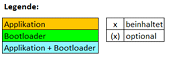 Legende:
Applikation
Bootloader
Applikation + Bootloader
x beinhaltet
(x) optional